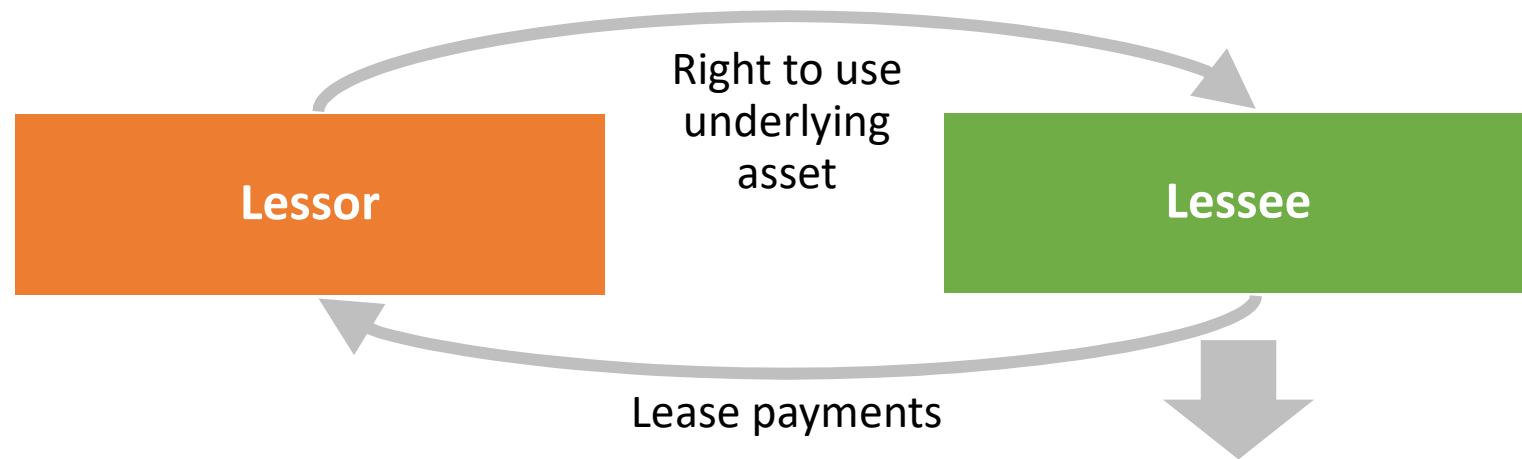 Right to use
underlying
asset
Lessor
Lessee
Lease payments